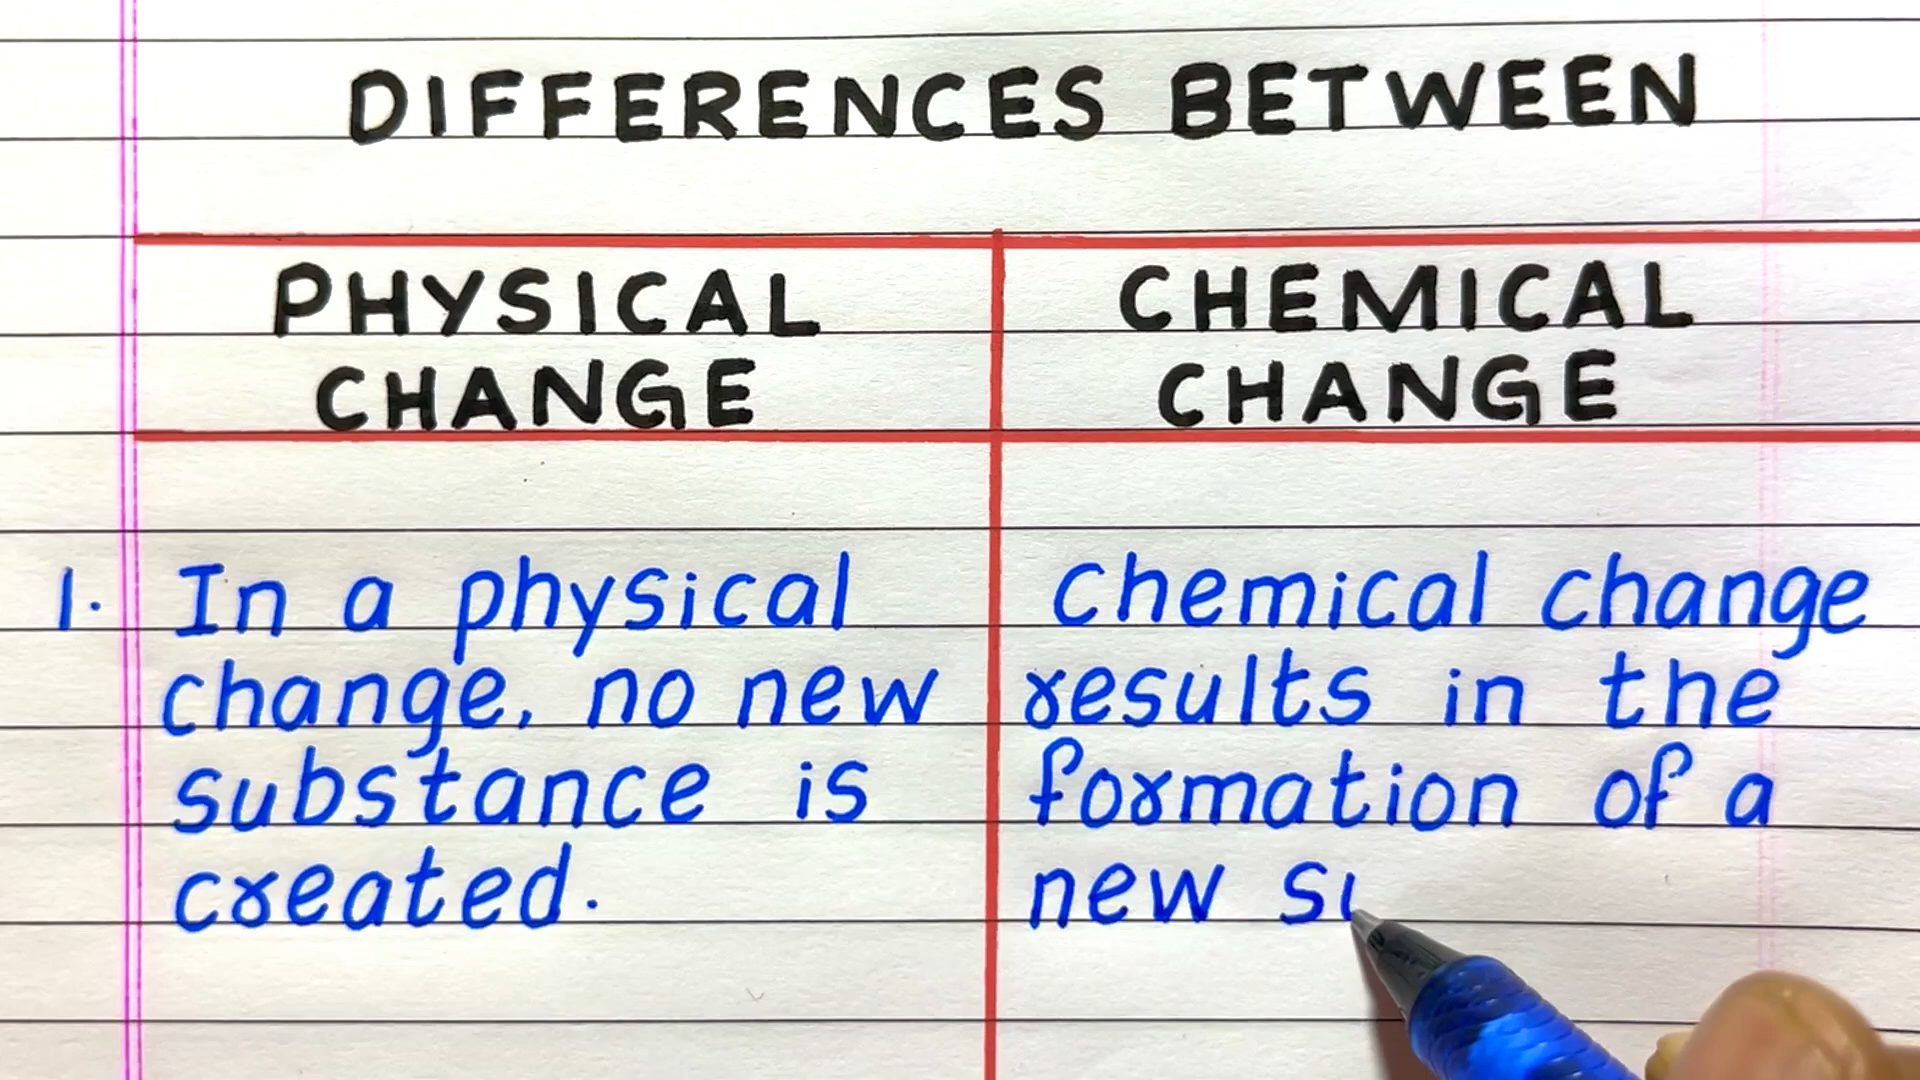 DIFFERENCES BETWEEN
PHYSICAL CHANGE
CHEMICAL CHANGE
1. In a physical
change, no new
substance is
created.
Chemical change
results in the
formation of a
new